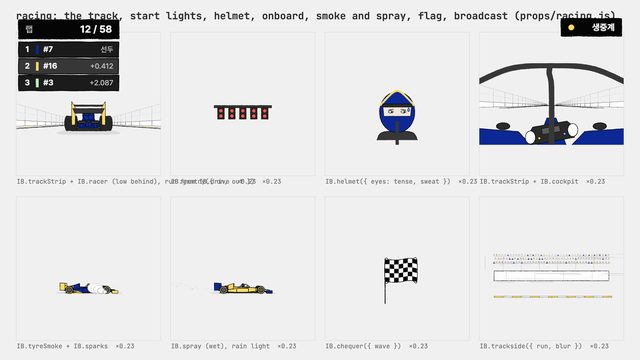 racing: the track, start lights, helmet, onboard, smoke and spray, flag, broadcast (props/racing.js)
랩 12 / 58
1 #7 선두
2 #16 +0.412
3 #3 +2.087
생중계
IB.trackStrip + IB.racer (low behind),
IB.helmet({ eyes: tense, sweat }) ×0.23
IB.trackStrip + IB.cockpit ×0.23
IB.tyreSmoke + IB.sparks ×0.23
IB.spray (wet), rain light ×0.23
IB.chequer({ wave }) ×0.23
IB.trackside({ run, blur }) ×0.23